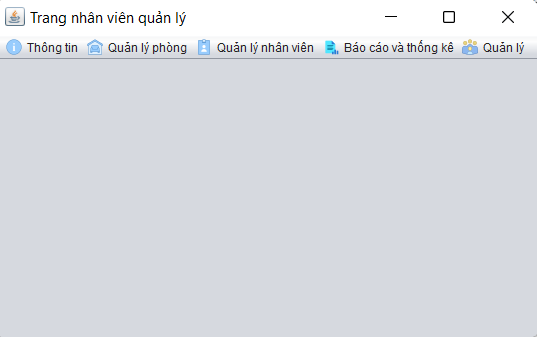 Trang nhân viên quản lý
Thông tin Quản lý phòng Quản lý nhân viên Báo cáo và thống kê Quản lý